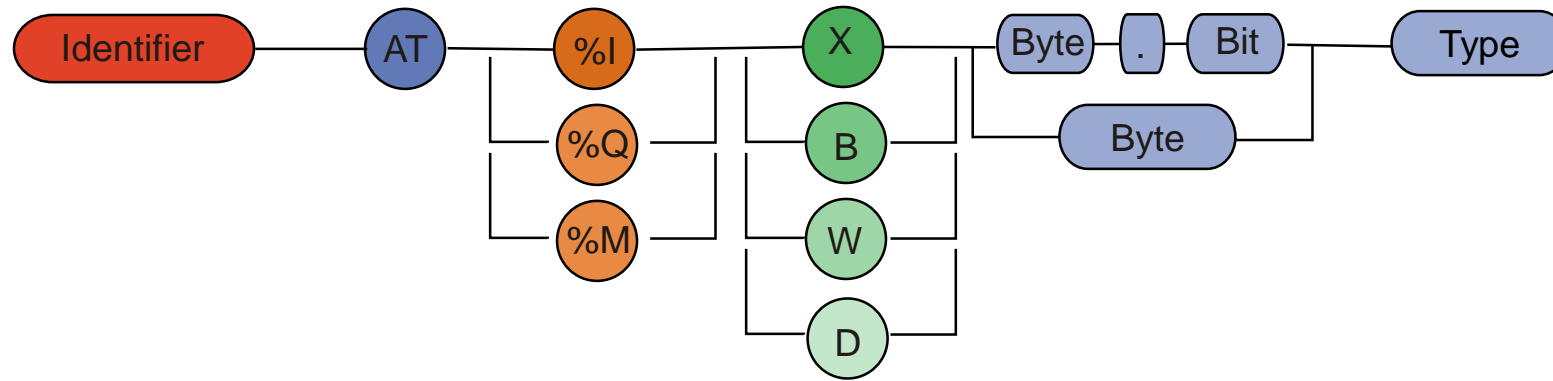 Identifier AT %I X Byte . Bit Type
%Q B Byte
%M W
D